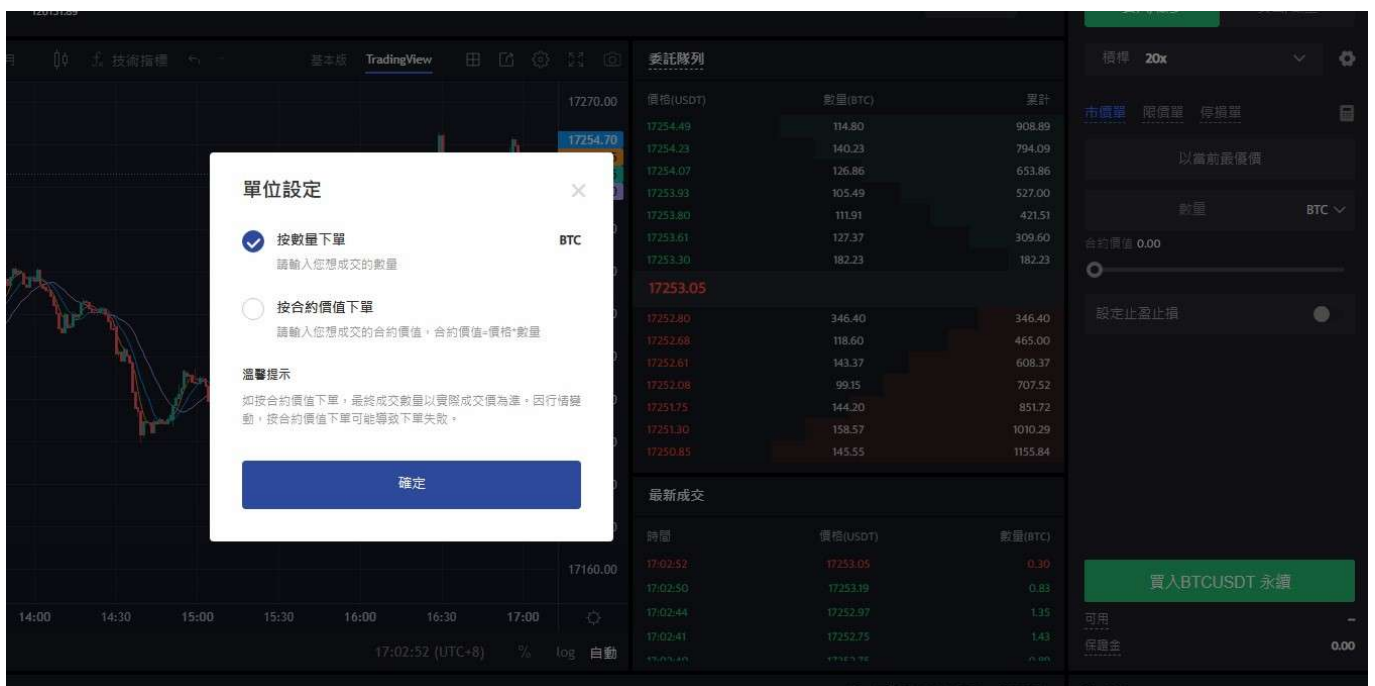 月 技術指標 基本版 TradingView
17270.00
17254.70
17160.00
14:00 14:30 15:00 15:30 16:00 16:30 17:00
17:02:52 (UTC+8) % log 自動
單位設定
按數量下單 BTC
請輸入您想成交的數量
按合約價值下單
請輸入您想成交的合約價值，合約價值=價格*數量
溫馨提示
如按合約價值下單，最終成交數量以實際成交價為準。因行情變
動，按合約價值下單可能導致下單失敗。
確定
委託隊列
價格(USDT) 數量(BTC) 累計
17254.49 114.80 908.89
17254.23 140.23 794.09
17254.07 126.86 653.86
17253.93 105.49 527.00
17253.80 111.91 421.51
17253.61 127.37 309.60
17253.30 182.23 182.23
17253.05
17252.80 346.40 346.40
17252.68 118.60 465.00
17252.61 143.37 608.37
17252.08 99.15 707.52
17251.75 144.20 851.72
17251.30 158.57 1010.29
17250.85 145.55 1155.84
最新成交
時間 價格(USDT) 數量(BTC)
17:02:52 17253.05 0.30
17:02:50 17253.19 0.83
17:02:44 17252.97 1.35
17:02:41 17252.75 1.43
槓桿 20x
市價單 限價單 停損單
以當前最優價
數量 BTC
合約價值 0.00
設定止盈止損
買入BTCUSDT 永續
可用 --
保證金 0.00